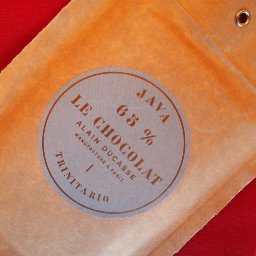 JAVA
65 %
LE CHOCOLAT
ALAIN DUCASSE
MANUFACTURE À PARIS
TRINITARIO